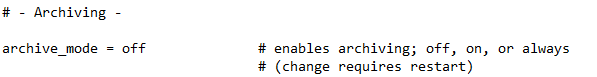 # - Archiving -
archive_mode = off # enables archiving; off, on, or always
# (change requires restart)